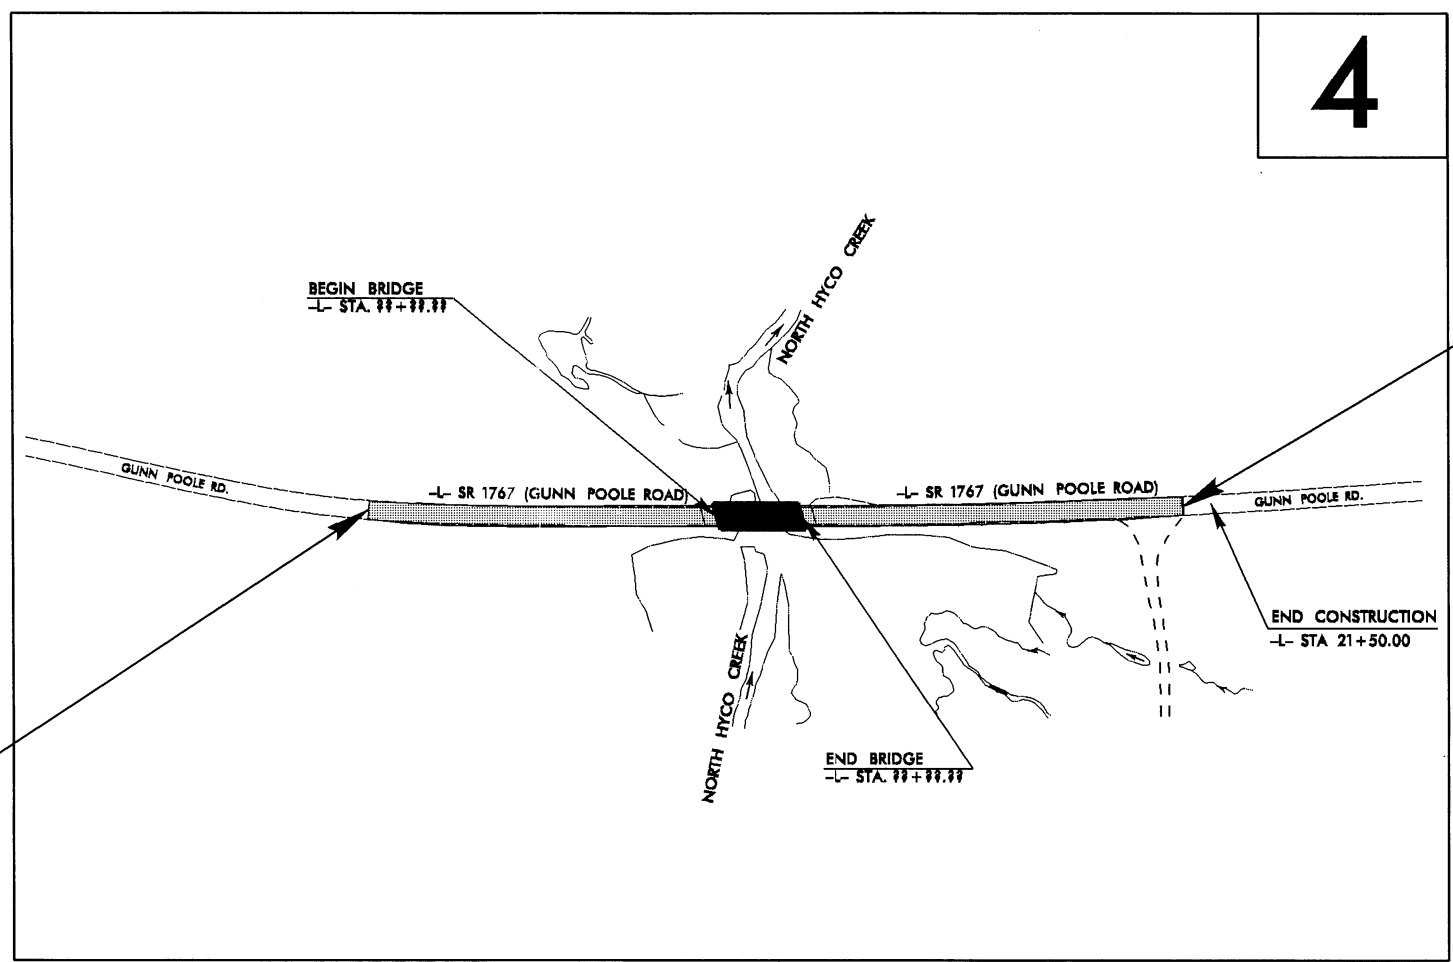 4
NORTH HYCO CREEK
BEGIN BRIDGE
-L- STA. ??+??.??
GUNN POOLE RD.
-L- SR 1767 (GUNN POOLE ROAD)
-L- SR 1767 (GUNN POOLE ROAD)
GUNN POOLE RD.
END CONSTRUCTION
-L- STA 21+50.00
NORTH HYCO CREEK
END BRIDGE
-L- STA. ??+??.??